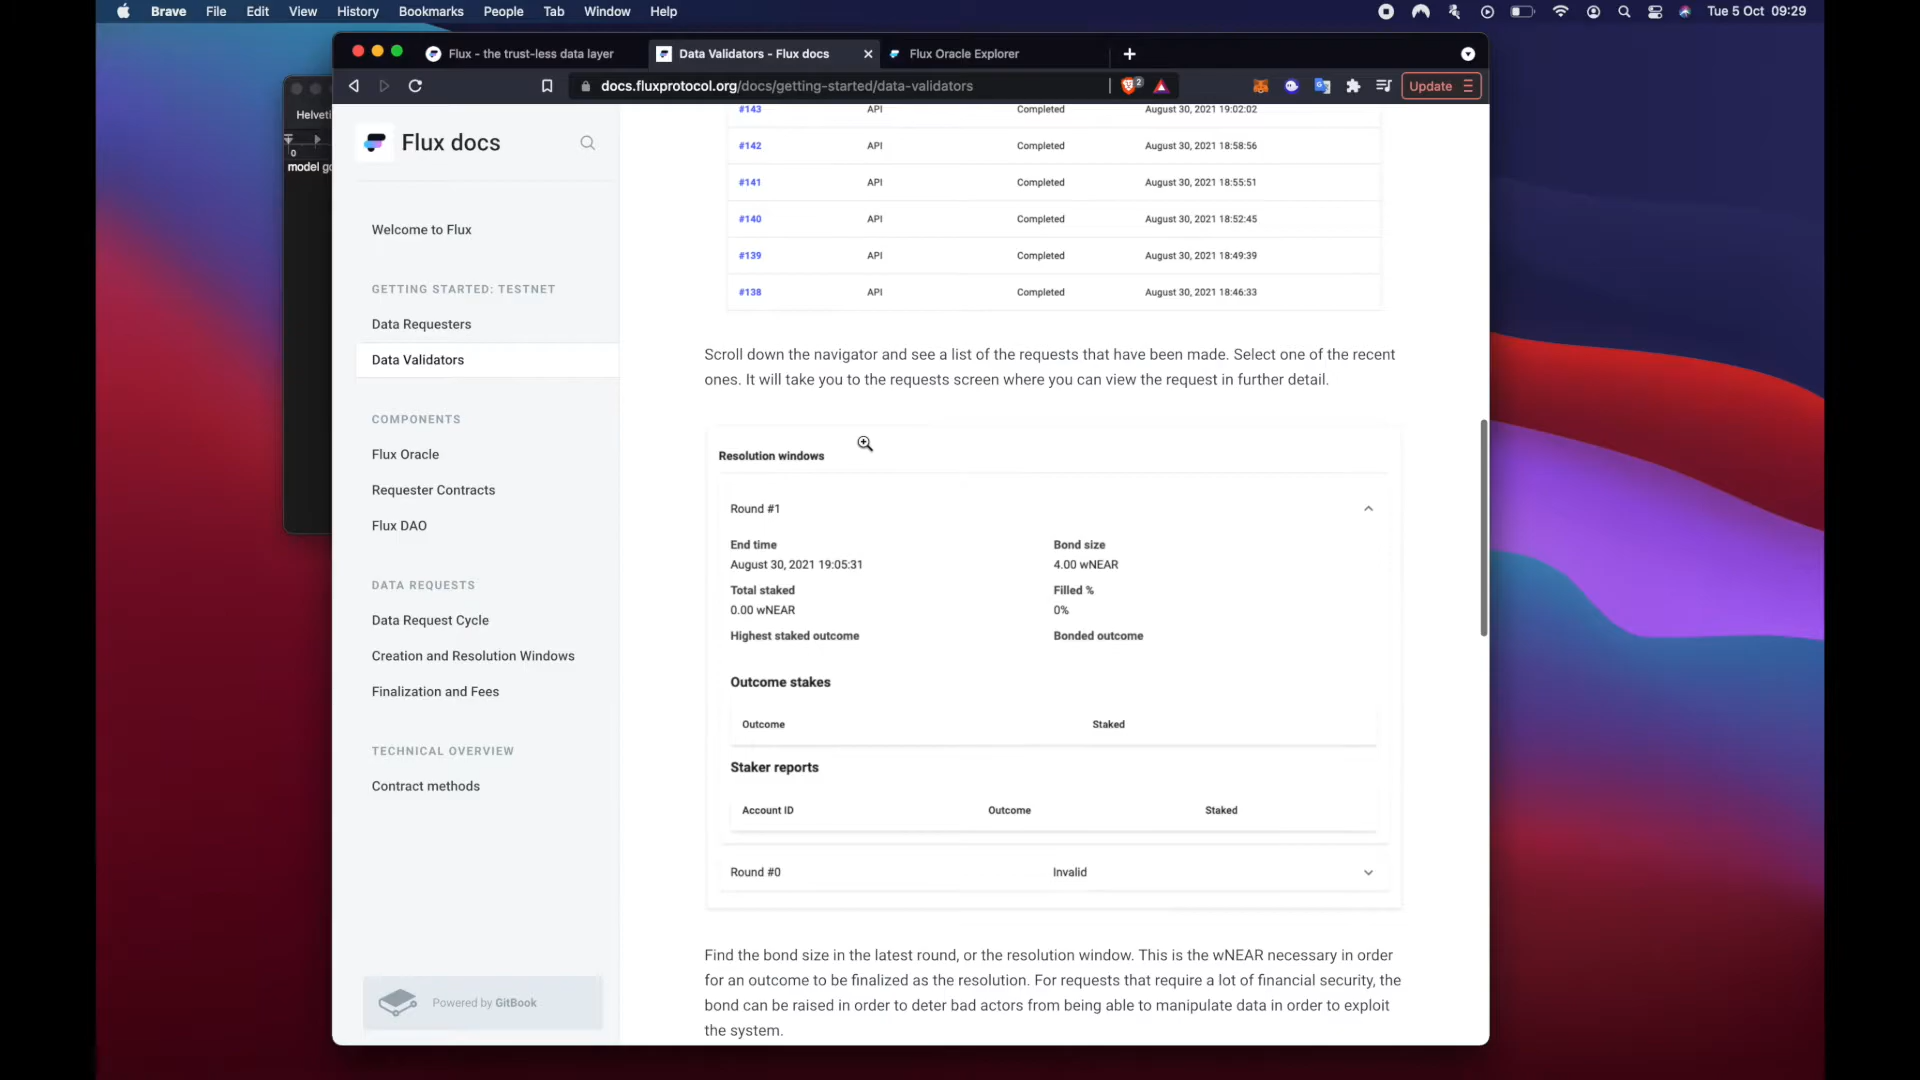 Brave File Edit View History Bookmarks People Tab Window Help Tue 5 Oct 09:29
Flux - the trust-less data layer Data Validators - Flux docs Flux Oracle Explorer
docs.fluxprotocol.org/docs/getting-started/data-validators 2 Update
0
Flux docs
Welcome to Flux
GETTING STARTED: TESTNET
Data Requesters
Data Validators
COMPONENTS
Flux Oracle
Requester Contracts
Flux DAO
DATA REQUESTS
Data Request Cycle
Creation and Resolution Windows
Finalization and Fees
TECHNICAL OVERVIEW
Contract methods
Powered by GitBook
#143 API Completed August 30, 2021 19:02:02
#142 API Completed August 30, 2021 18:58:56
#141 API Completed August 30, 2021 18:55:51
#140 API Completed August 30, 2021 18:52:45
#139 API Completed August 30, 2021 18:49:39
#138 API Completed August 30, 2021 18:46:33
Scroll down the navigator and see a list of the requests that have been made. Select one of the recent
ones. It will take you to the requests screen where you can view the request in further detail.
Resolution windows
Round #1
End time Bond size
August 30, 2021 19:05:31 4.00 wNEAR
Total staked Filled %
0.00 wNEAR 0%
Highest staked outcome Bonded outcome
Outcome stakes
Outcome Staked
Staker reports
Account ID Outcome Staked
Round #0 Invalid
Find the bond size in the latest round, or the resolution window. This is the wNEAR necessary in order
for an outcome to be finalized as the resolution. For requests that require a lot of financial security, the
bond can be raised in order to deter bad actors from being able to manipulate data in order to exploit
the system.